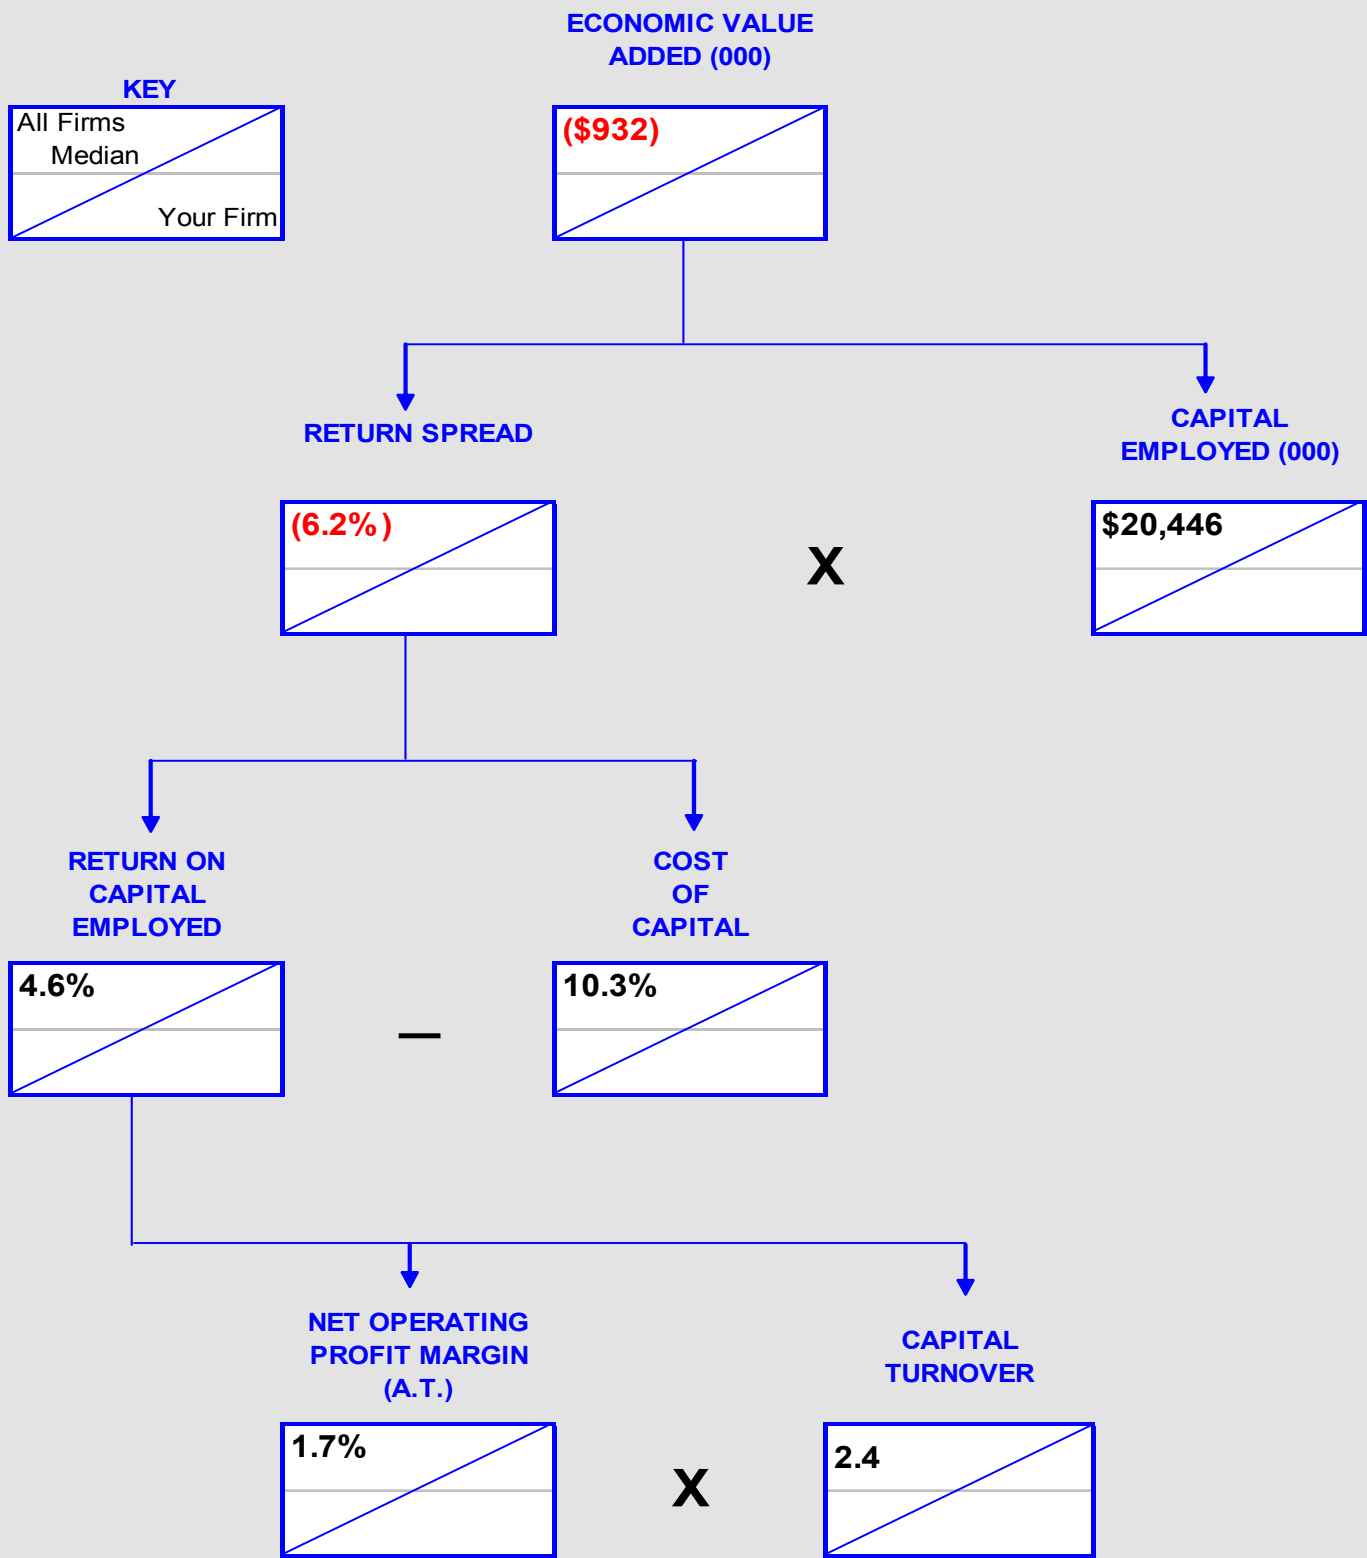 ECONOMIC VALUE
ADDED (000)
KEY
All Firms
Median
Your Firm
($932)
RETURN SPREAD
CAPITAL
EMPLOYED (000)
(6.2%)
X
$20,446
RETURN ON
CAPITAL
EMPLOYED
COST
OF
CAPITAL
4.6%
—
10.3%
NET OPERATING
PROFIT MARGIN
(A.T.)
CAPITAL
TURNOVER
1.7%
X
2.4